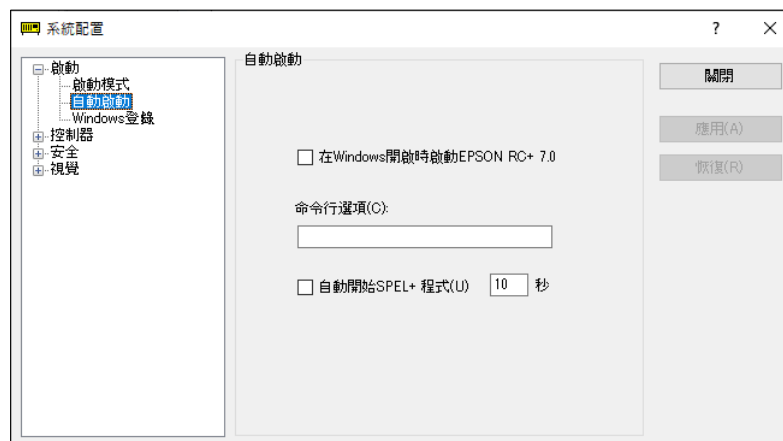 系統配置
?
啟動
啟動模式
自動啟動
Windows登錄
控制器
安全
視覺
自動啟動
在Windows開啟時啟動EPSON RC+ 7.0
命令行選項(C):
自動開始SPEL+ 程式(U) 10 秒
關閉
應用(A)
恢復(R)